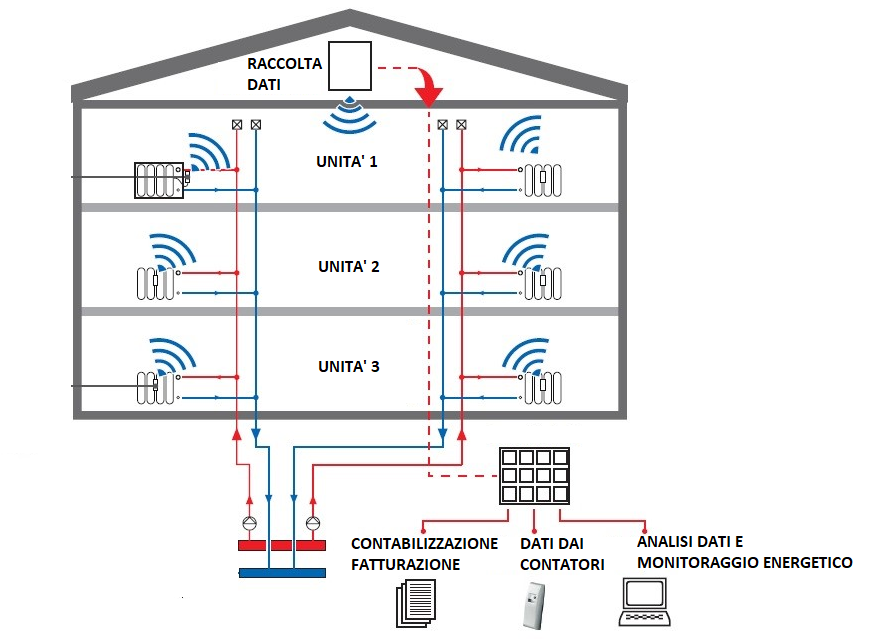 RACCOLTA
DATI
UNITA' 1
UNITA' 2
UNITA' 3
CONTABILIZZAZIONE
FATTURAZIONE
DATI DAI
CONTATORI
ANALISI DATI E
MONITORAGGIO ENERGETICO